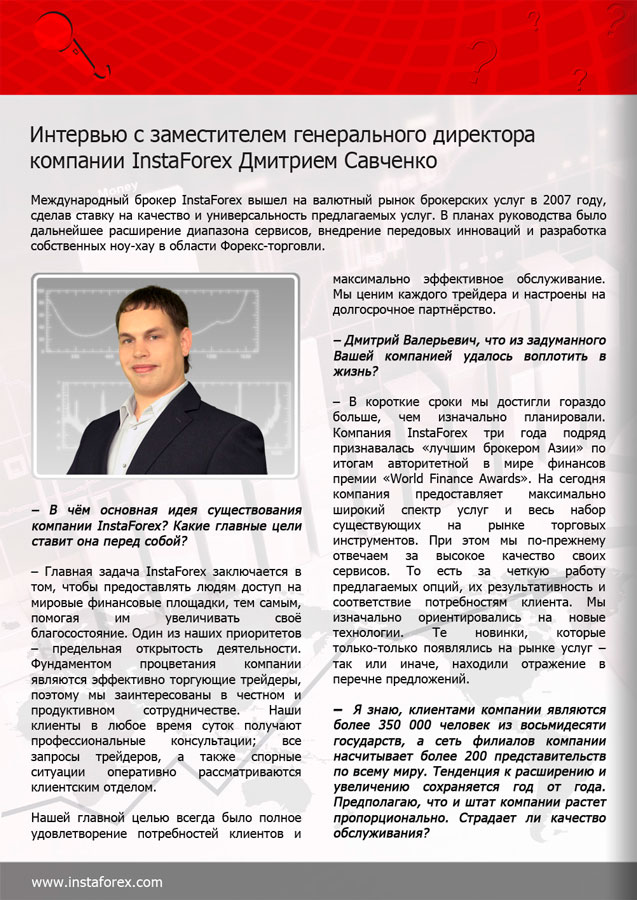 Интервью с заместителем генерального директора
компании InstaForex Дмитрием Савченко
Международный брокер InstaForex вышел на валютный рынок брокерских услуг в 2007 году,
сделав ставку на качество и универсальность предлагаемых услуг. В планах руководства было
дальнейшее расширение диапазона сервисов, внедрение передовых инноваций и разработка
собственных ноу-хау в области Форекс-торговли.
– В чём основная идея существования
компании InstaForex? Какие главные цели
ставит она перед собой?
– Главная задача InstaForex заключается в
том, чтобы предоставлять людям доступ на
мировые финансовые площадки, тем самым,
помогая им увеличивать своё
благосостояние. Один из наших приоритетов
– предельная открытость деятельности.
Фундаментом процветания компании
являются эффективно торгующие трейдеры,
поэтому мы заинтересованы в честном и
продуктивном сотрудничестве. Наши
клиенты в любое время суток получают
профессиональные консультации; все
запросы трейдеров, а также спорные
ситуации оперативно рассматриваются
клиентским отделом.
Нашей главной целью всегда было полное
удовлетворение потребностей клиентов и
максимально эффективное обслуживание.
Мы ценим каждого трейдера и настроены на
долгосрочное партнёрство.
– Дмитрий Валерьевич, что из задуманного
Вашей компанией удалось воплотить в
жизнь?
– В короткие сроки мы достигли гораздо
больше, чем изначально планировали.
Компания InstaForex три года подряд
признавалась «лучшим брокером Азии» по
итогам авторитетной в мире финансов
премии «World Finance Awards». На сегодня
компания предоставляет максимально
широкий спектр услуг и весь набор
существующих на рынке торговых
инструментов. При этом мы по-прежнему
отвечаем за высокое качество своих
сервисов. То есть за четкую работу
предлагаемых опций, их результативность и
соответствие потребностям клиента. Мы
изначально ориентировались на новые
технологии. Те новинки, которые
только-только появлялись на рынке услуг –
так или иначе, находили отражение в
перечне предложений.
– Я знаю, клиентами компании являются
более 350 000 человек из восьмидесяти
государств, а сеть филиалов компании
насчитывает более 200 представительств
по всему миру. Тенденция к расширению и
увеличению сохраняется год от года.
Предполагаю, что и штат компании растет
пропорционально. Страдает ли качество
обслуживания?
www.instaforex.com